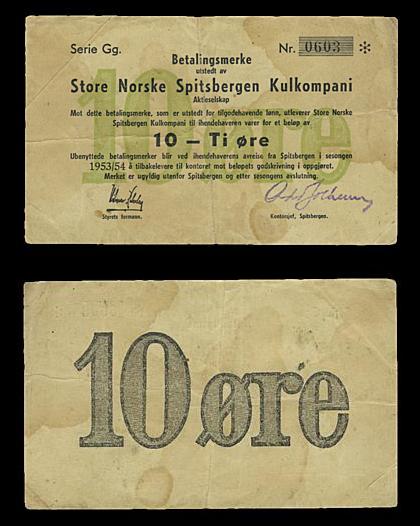 Serie Gg.
Nr. 0603 *
Betalingsmerke
utstedt av
Store Norske Spitsbergen Kulkompani
Aktieselskap
Mot dette betalingsmerke, som er utstedt for tilgodehavende lønn, utleverer Store Norske
Spitsbergen Kulkompani til ihendehaveren varer for et beløp av
10 — Ti øre
Ubenyttede betalingsmerker blir ved ihendehaverens avreise fra Spitsbergen i sesongen
1953/54 å tilbakelevere til kontoret mot beløpets godskrivning i oppgjøret.
Merket er ugyldig utenfor Spitsbergen og etter sesongens avslutning.
Styrets formann.
Kontorsjef, Spitsbergen.
10 øre
10 øre